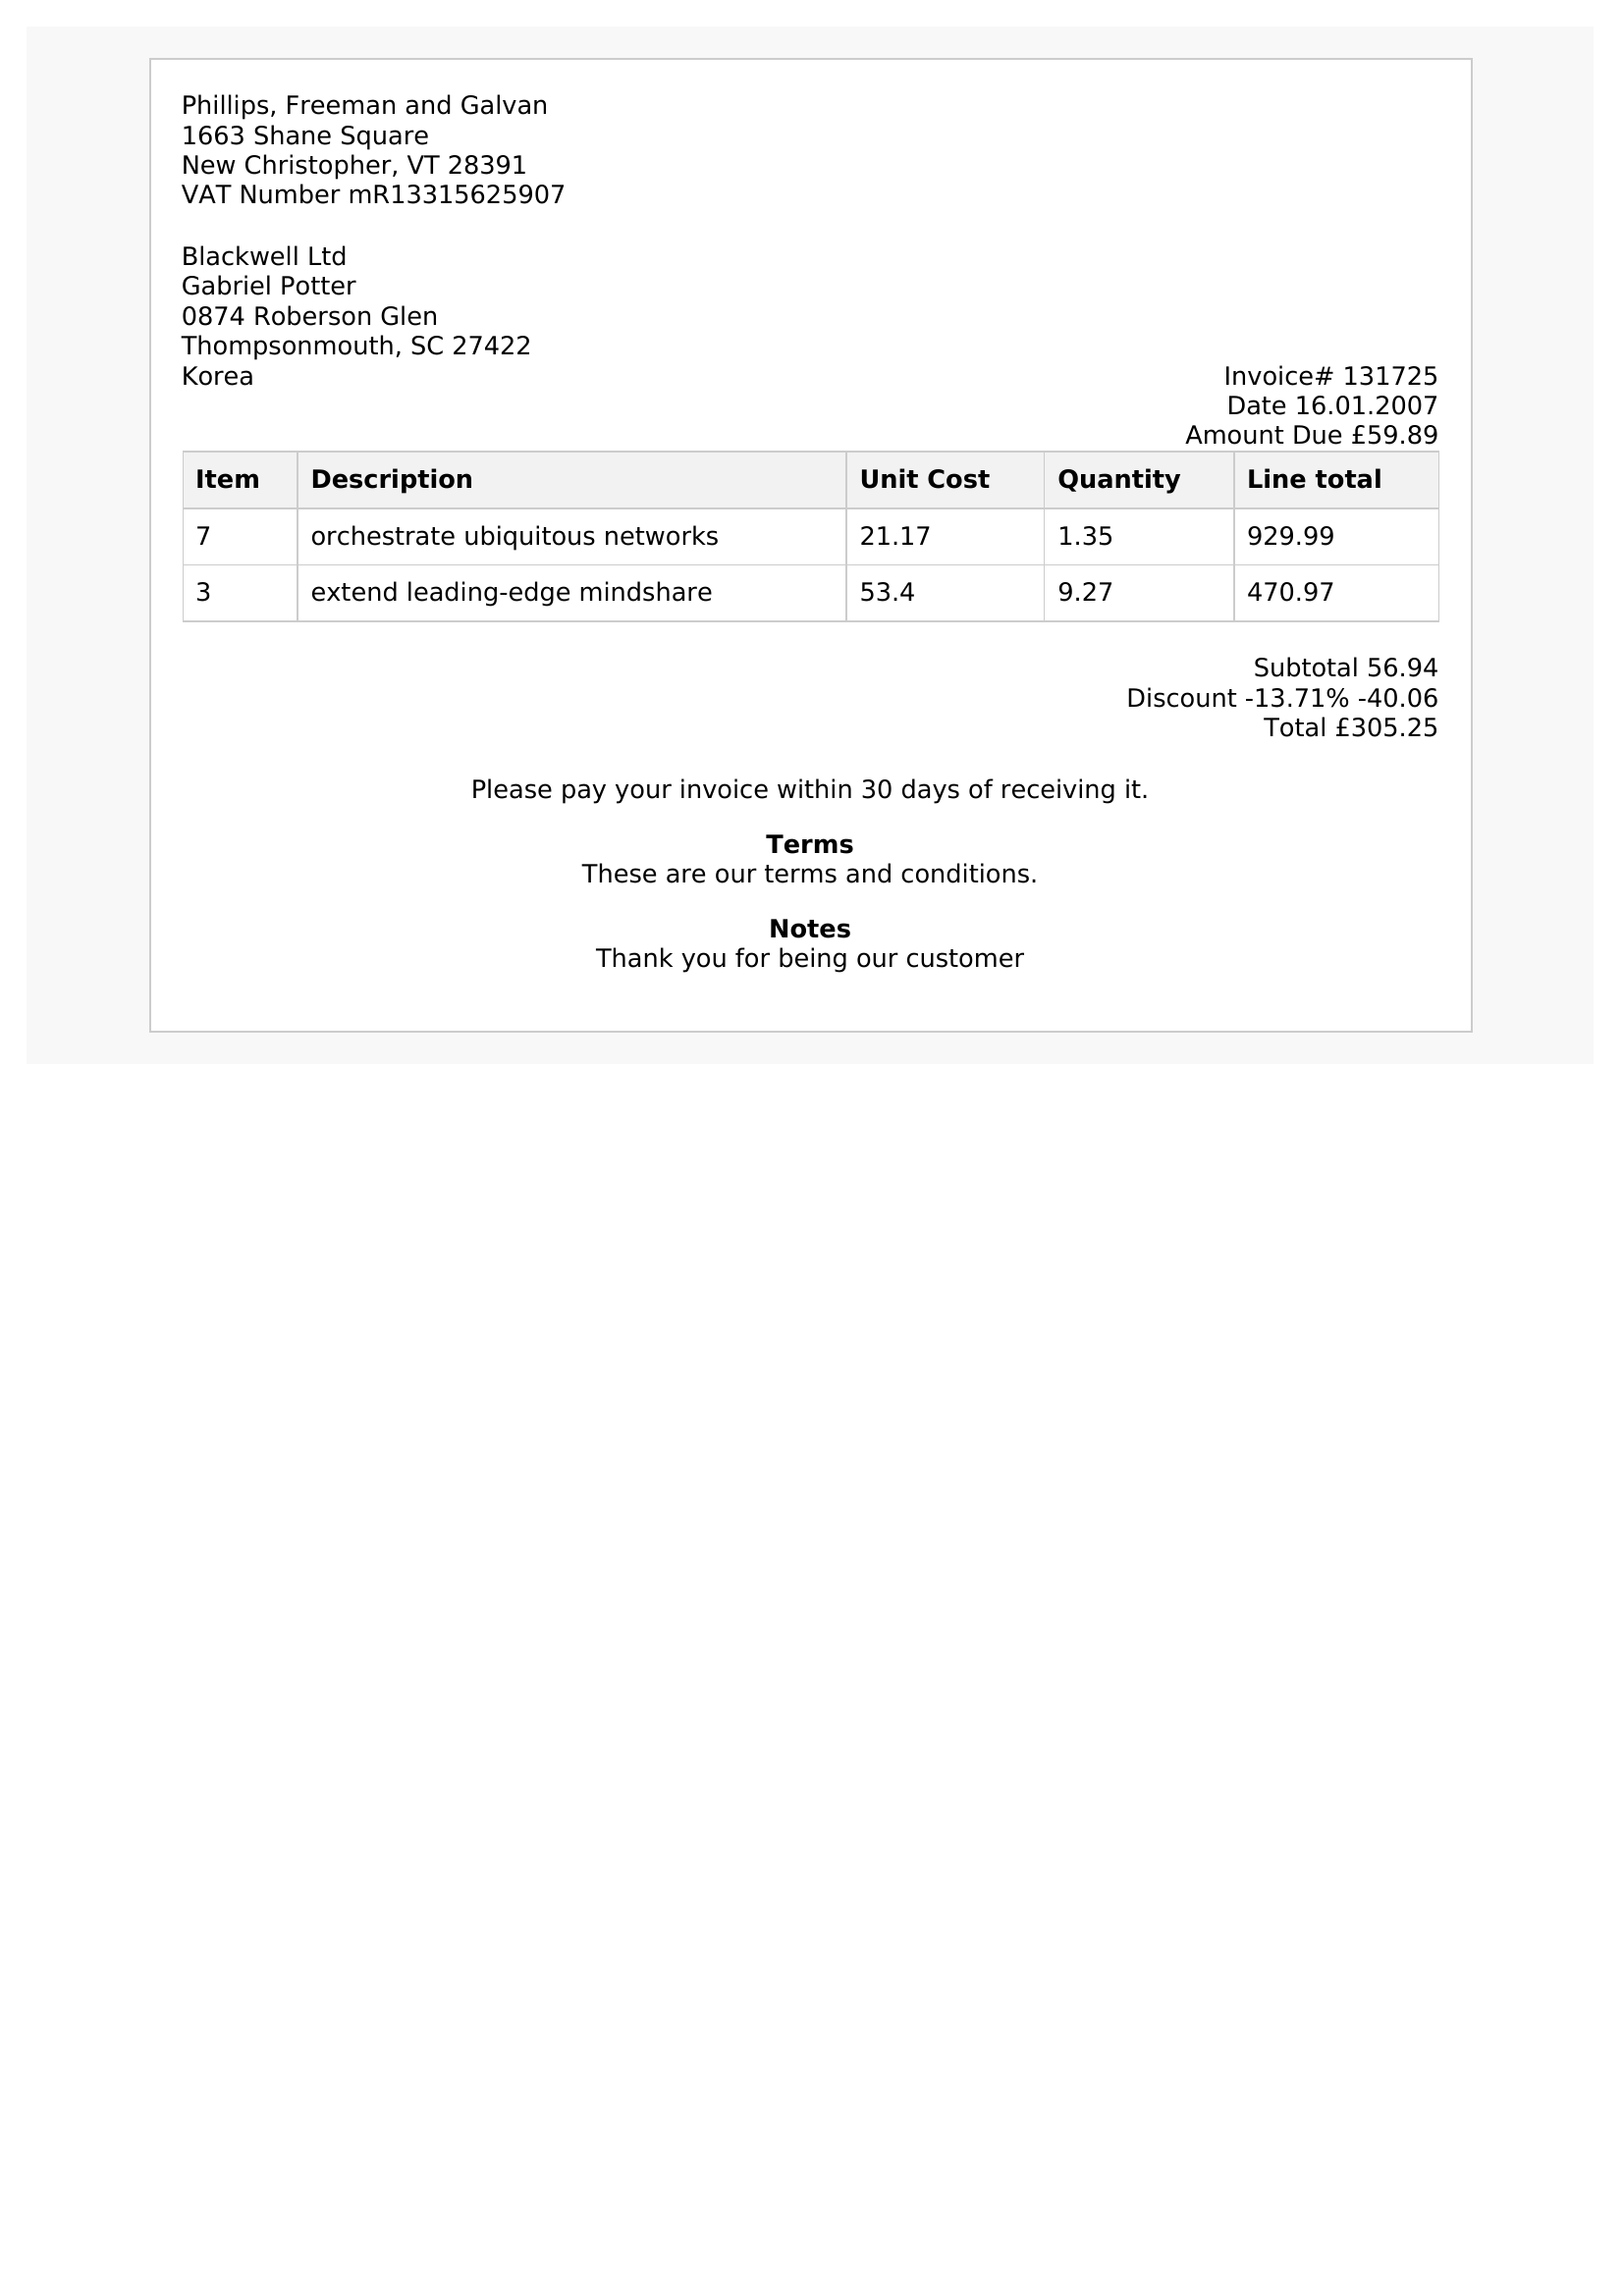 Phillips, Freeman and Galvan
1663 Shane Square
New Christopher, VT 28391
VAT Number mR13315625907
Blackwell Ltd
Gabriel Potter
0874 Roberson Glen
Thompsonmouth, SC 27422
Korea
Invoice# 131725
Date 16.01.2007
Amount Due £59.89
Item Description Unit Cost Quantity Line total
7 orchestrate ubiquitous networks 21.17 1.35 929.99
3 extend leading-edge mindshare 53.4 9.27 470.97
Subtotal 56.94
Discount -13.71% -40.06
Total £305.25
Please pay your invoice within 30 days of receiving it.
Terms
These are our terms and conditions.
Notes
Thank you for being our customer